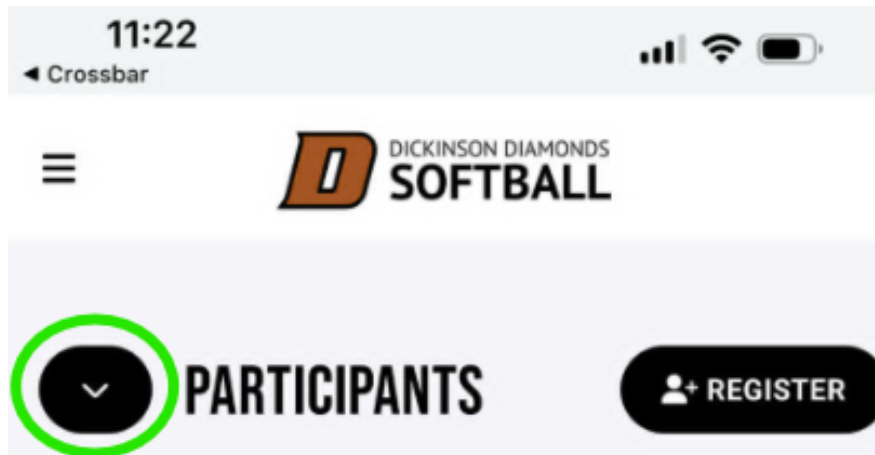 11:22
◀ Crossbar
D
DICKINSON DIAMONDS
SOFTBALL
PARTICIPANTS
REGISTER